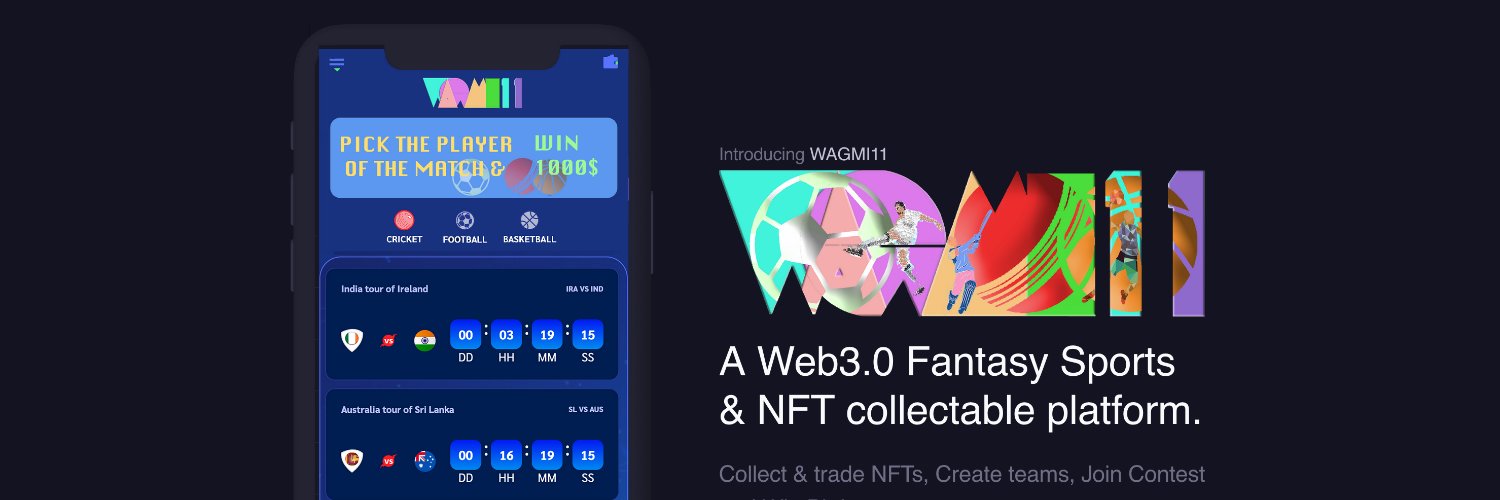 WAGMI11
PICK THE PLAYER
OF THE MATCH &
WIN
1000$
CRICKET
FOOTBALL
BASKETBALL
India tour of Ireland
IRA VS IND
VS
00 : 03 : 19 : 15
DD HH MM SS
Australia tour of Sri Lanka
SL VS AUS
VS
00 : 16 : 19 : 15
DD HH MM SS
Introducing WAGMI11
WAGMI11
A Web3.0 Fantasy Sports
& NFT collectable platform.
Collect & trade NFTs, Create teams, Join Contest